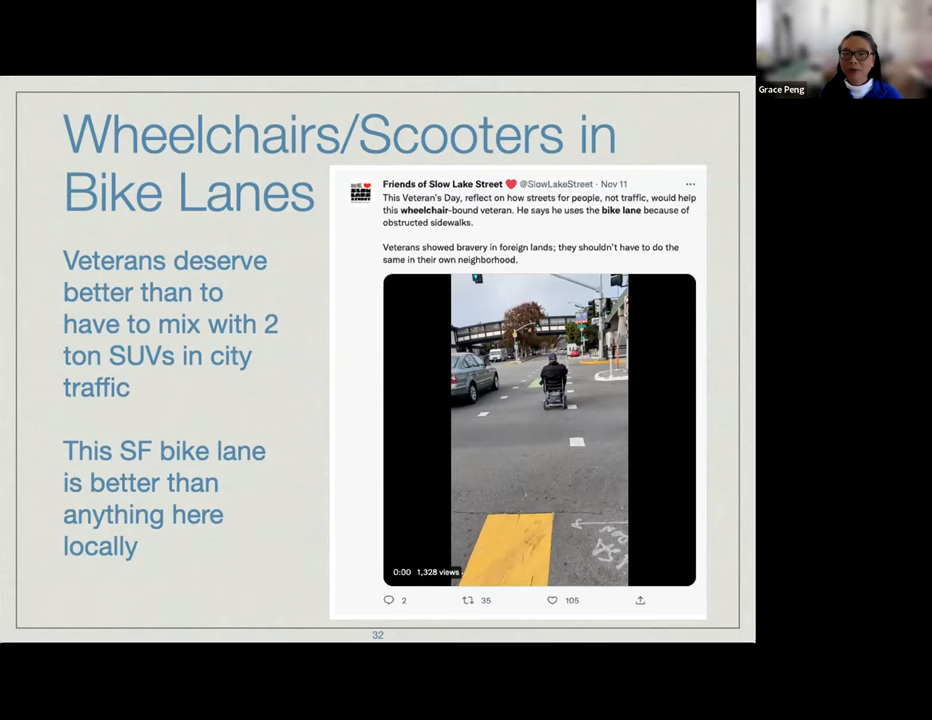 Grace Peng
Wheelchairs/Scooters in
Bike Lanes
Veterans deserve
better than to
have to mix with 2
ton SUVs in city
traffic
This SF bike lane
is better than
anything here
locally
Friends of Slow Lake Street ❤️ @SlowLakeStreet · Nov 11
This Veteran's Day, reflect on how streets for people, not traffic, would help
this wheelchair-bound veteran. He says he uses the bike lane because of
obstructed sidewalks.
Veterans showed bravery in foreign lands; they shouldn't have to do the
same in their own neighborhood.
0:00 1,328 views
2 35 105
32